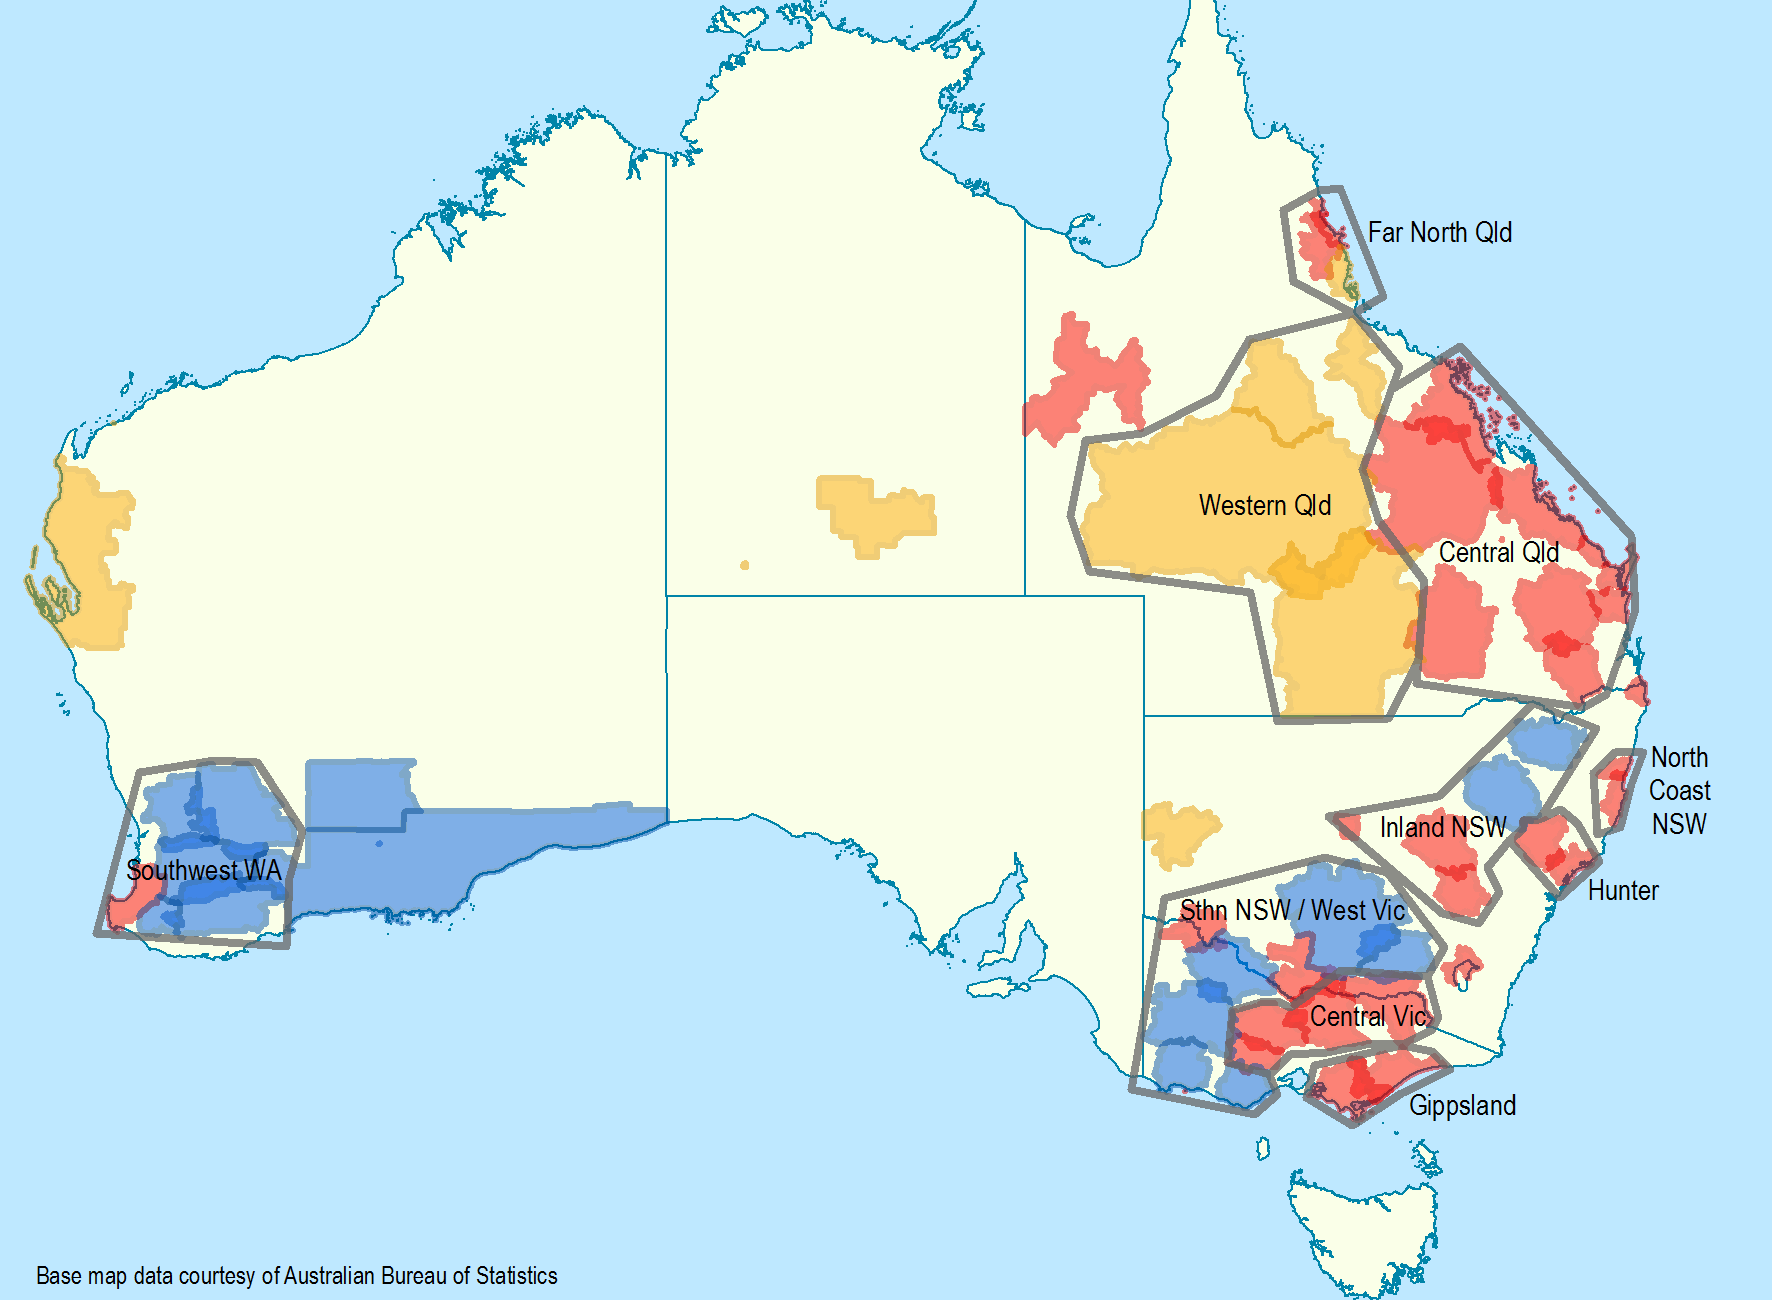 Far North Qld
Western Qld
Central Qld
North
Coast
NSW
Inland NSW
Southwest WA
Hunter
Sthn NSW / West Vic
Central Vic
Gippsland
Base map data courtesy of Australian Bureau of Statistics